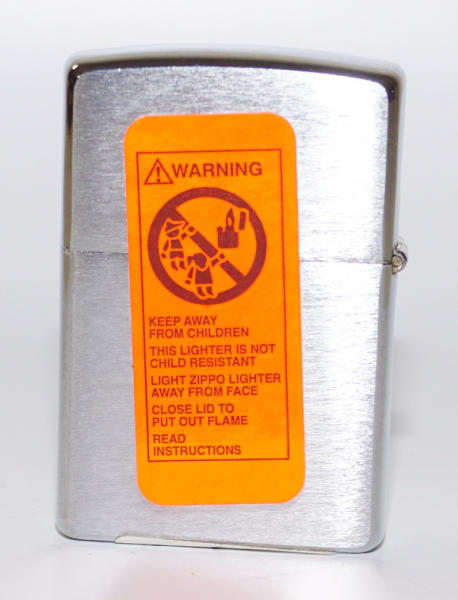 WARNING
KEEP AWAY
FROM CHILDREN
THIS LIGHTER IS NOT
CHILD RESISTANT
LIGHT ZIPPO LIGHTER
AWAY FROM FACE
CLOSE LID TO
PUT OUT FLAME
READ
INSTRUCTIONS